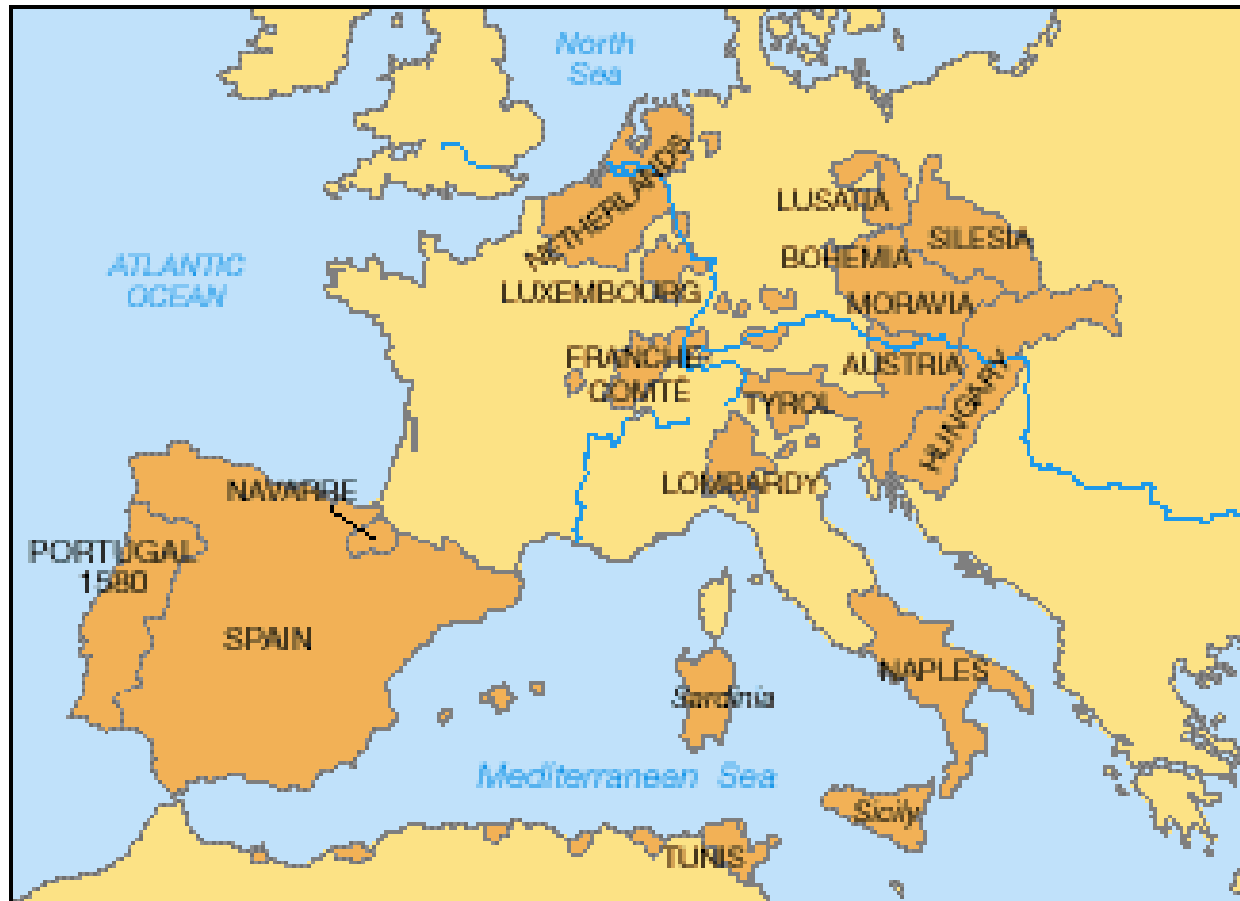 North
Sea
NETHERLANDS
LUSATIA
SILESIA
BOHEMIA
ATLANTIC
OCEAN
LUXEMBOURG
MORAVIA
FRANCHE
COMTÉ
AUSTRIA
TYROL
HUNGARY
NAVARRE
LOMBARDY
PORTUGAL
1580
SPAIN
NAPLES
Sardinia
Mediterranean Sea
Sicily
TUNIS